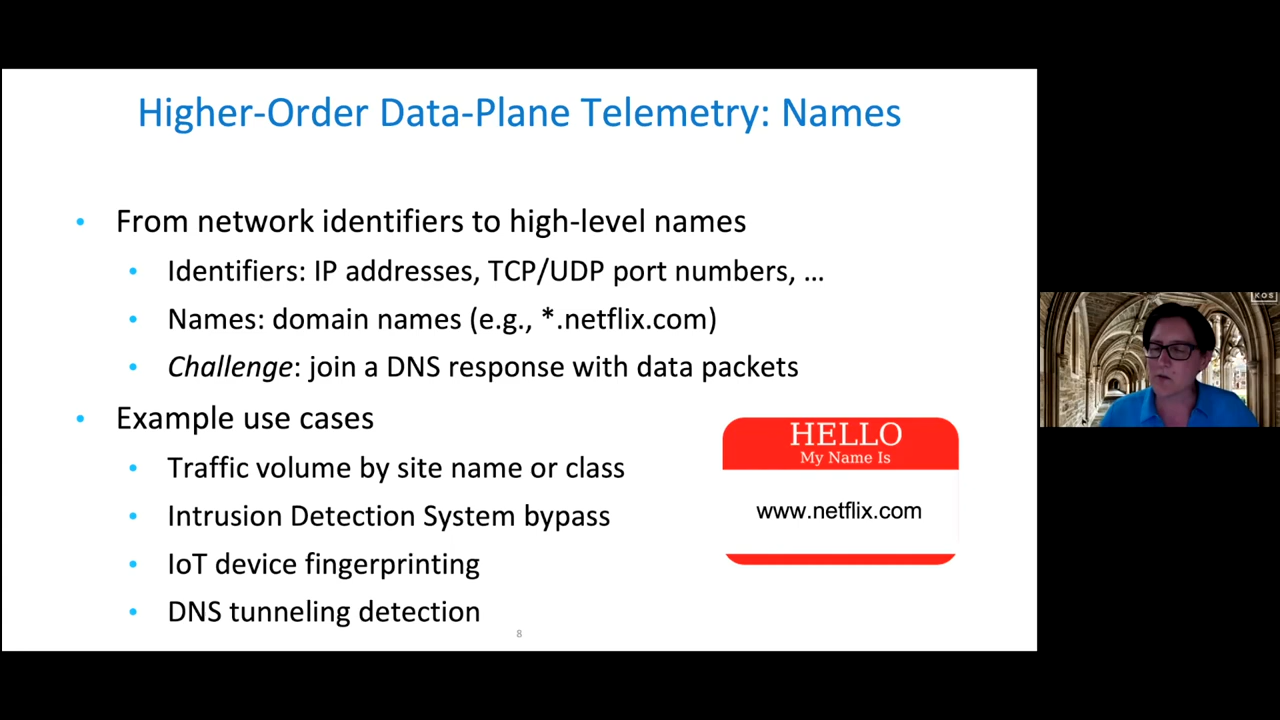 Higher-Order Data-Plane Telemetry: Names
• From network identifiers to high-level names
• Identifiers: IP addresses, TCP/UDP port numbers, ...
• Names: domain names (e.g., *.netflix.com)
• Challenge: join a DNS response with data packets
• Example use cases
• Traffic volume by site name or class
• Intrusion Detection System bypass
• IoT device fingerprinting
• DNS tunneling detection
HELLO
My Name Is
www.netflix.com
8
KOS